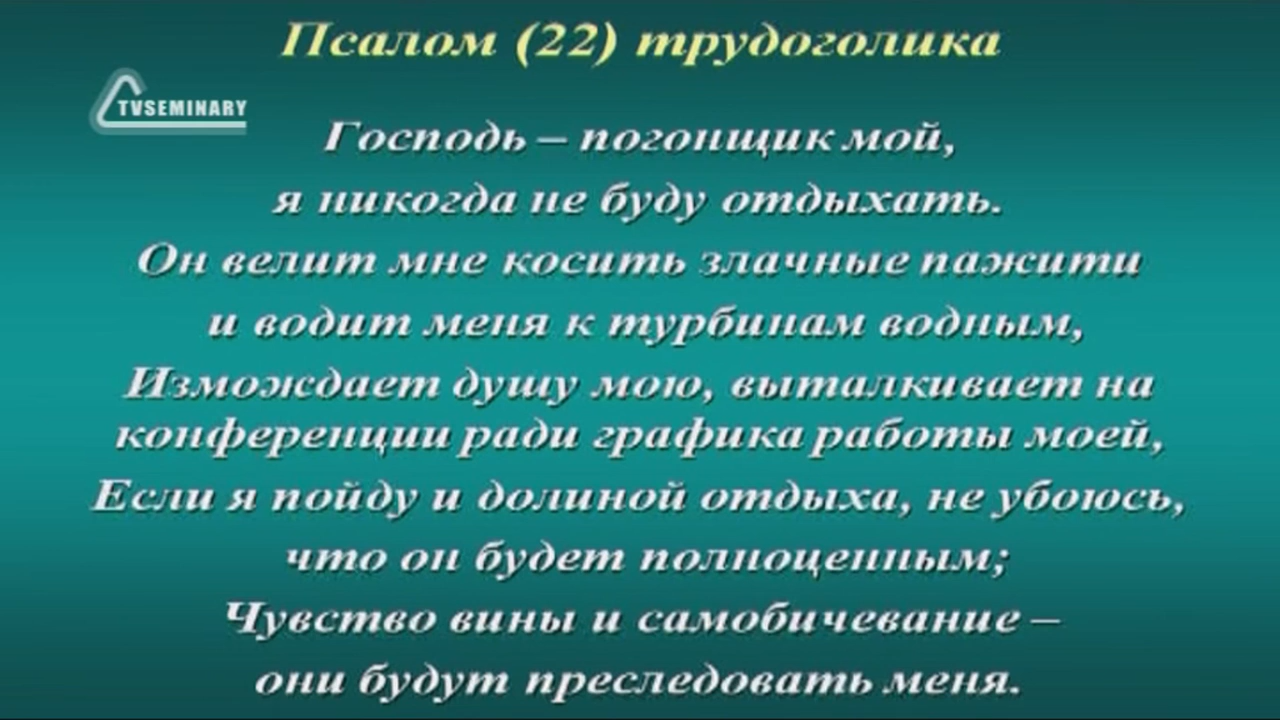 Псалом (22) трудоголика
TVSEMINARY
Господь – погонщик мой,
я никогда не буду отдыхать.
Он велит мне косить злачные пажити
и водит меня к турбинам водным,
Измождает душу мою, выталкивает на
конференции ради графика работы моей,
Если я пойду и долиной отдыха, не убоюсь,
что он будет полноценным;
Чувство вины и самобичевание –
они будут преследовать меня.